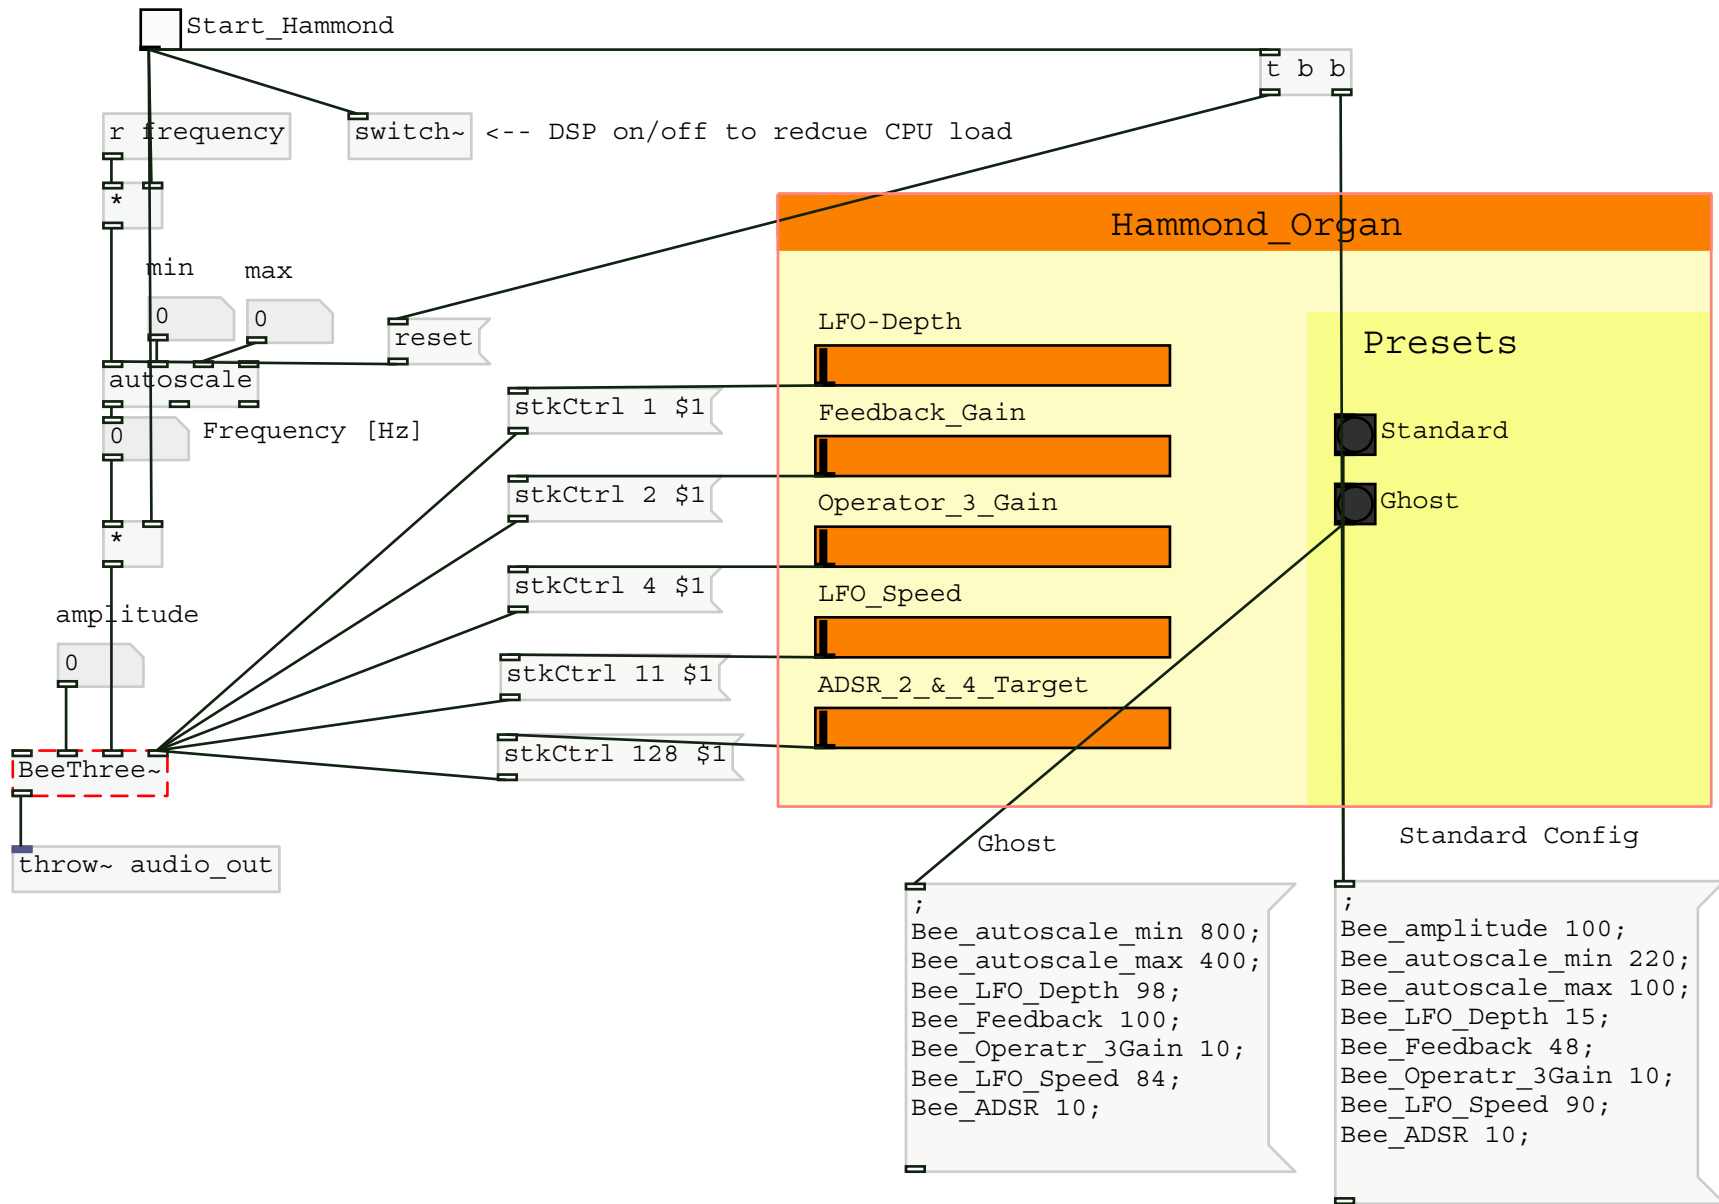 Start_Hammond
t b b
r frequency
switch~
<-- DSP on/off to redcue CPU load
*
Hammond_Organ
min
max
0
0
reset
autoscale
0
Frequency [Hz]
*
amplitude
0
BeeThree~
throw~ audio_out
stkCtrl 1 $1
stkCtrl 2 $1
stkCtrl 4 $1
stkCtrl 11 $1
stkCtrl 128 $1
LFO-Depth
Feedback_Gain
Operator_3_Gain
LFO_Speed
ADSR_2_&_4_Target
Presets
Standard
Ghost
Ghost
;
Bee_autoscale_min 800;
Bee_autoscale_max 400;
Bee_LFO_Depth 98;
Bee_Feedback 100;
Bee_Operatr_3Gain 10;
Bee_LFO_Speed 84;
Bee_ADSR 10;
Standard Config
;
Bee_amplitude 100;
Bee_autoscale_min 220;
Bee_autoscale_max 100;
Bee_LFO_Depth 15;
Bee_Feedback 48;
Bee_Operatr_3Gain 10;
Bee_LFO_Speed 90;
Bee_ADSR 10;